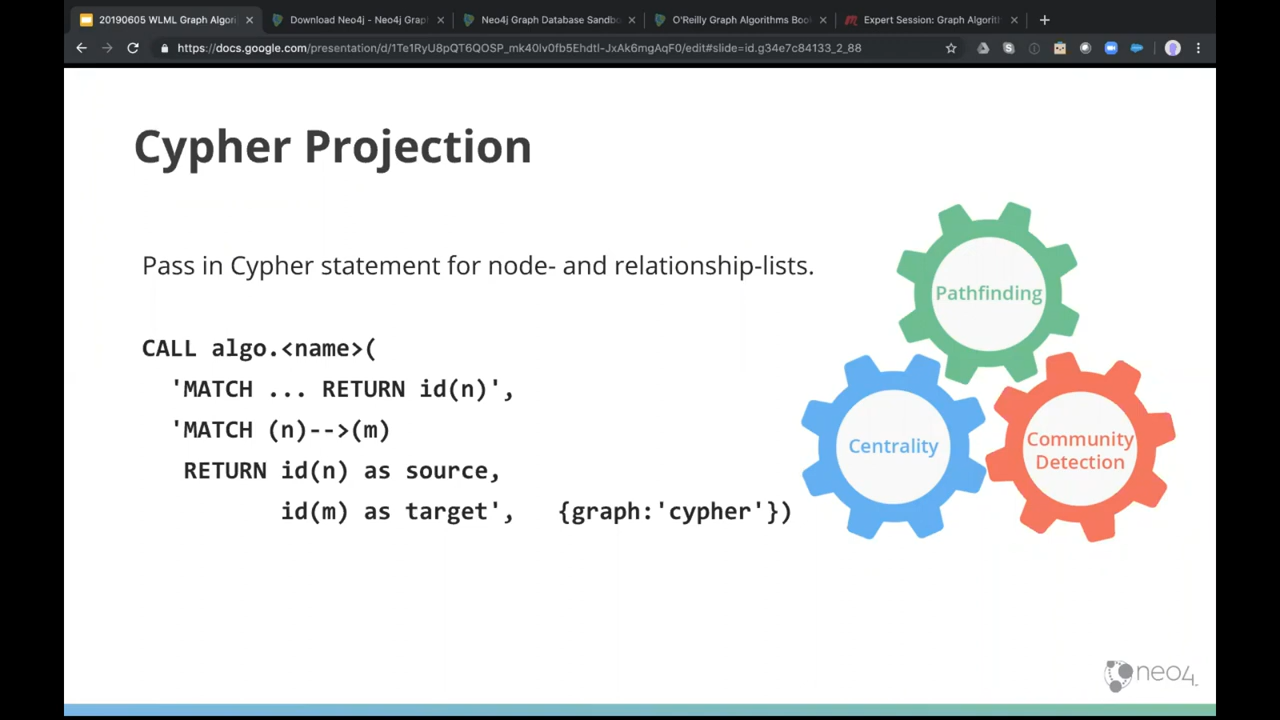 20190605 WLML Graph Algori
Download Neo4j - Neo4j Grap
Neo4j Graph Database Sandbo
O'Reilly Graph Algorithms Boo
Expert Session: Graph Algorit
https://docs.google.com/presentation/d/1Te1RyU8pQT6QOSP_mk40lv0fb5Ehdtl-JxAk6mgAqF0/edit#slide=id.g34e7c84133_2_88
Cypher Projection
Pass in Cypher statement for node- and relationship-lists.
CALL algo.<name>(
'MATCH ... RETURN id(n)',
'MATCH (n)-->(m)
RETURN id(n) as source,
id(m) as target', {graph:'cypher'})
Pathfinding
Centrality
Community
Detection
neo4j